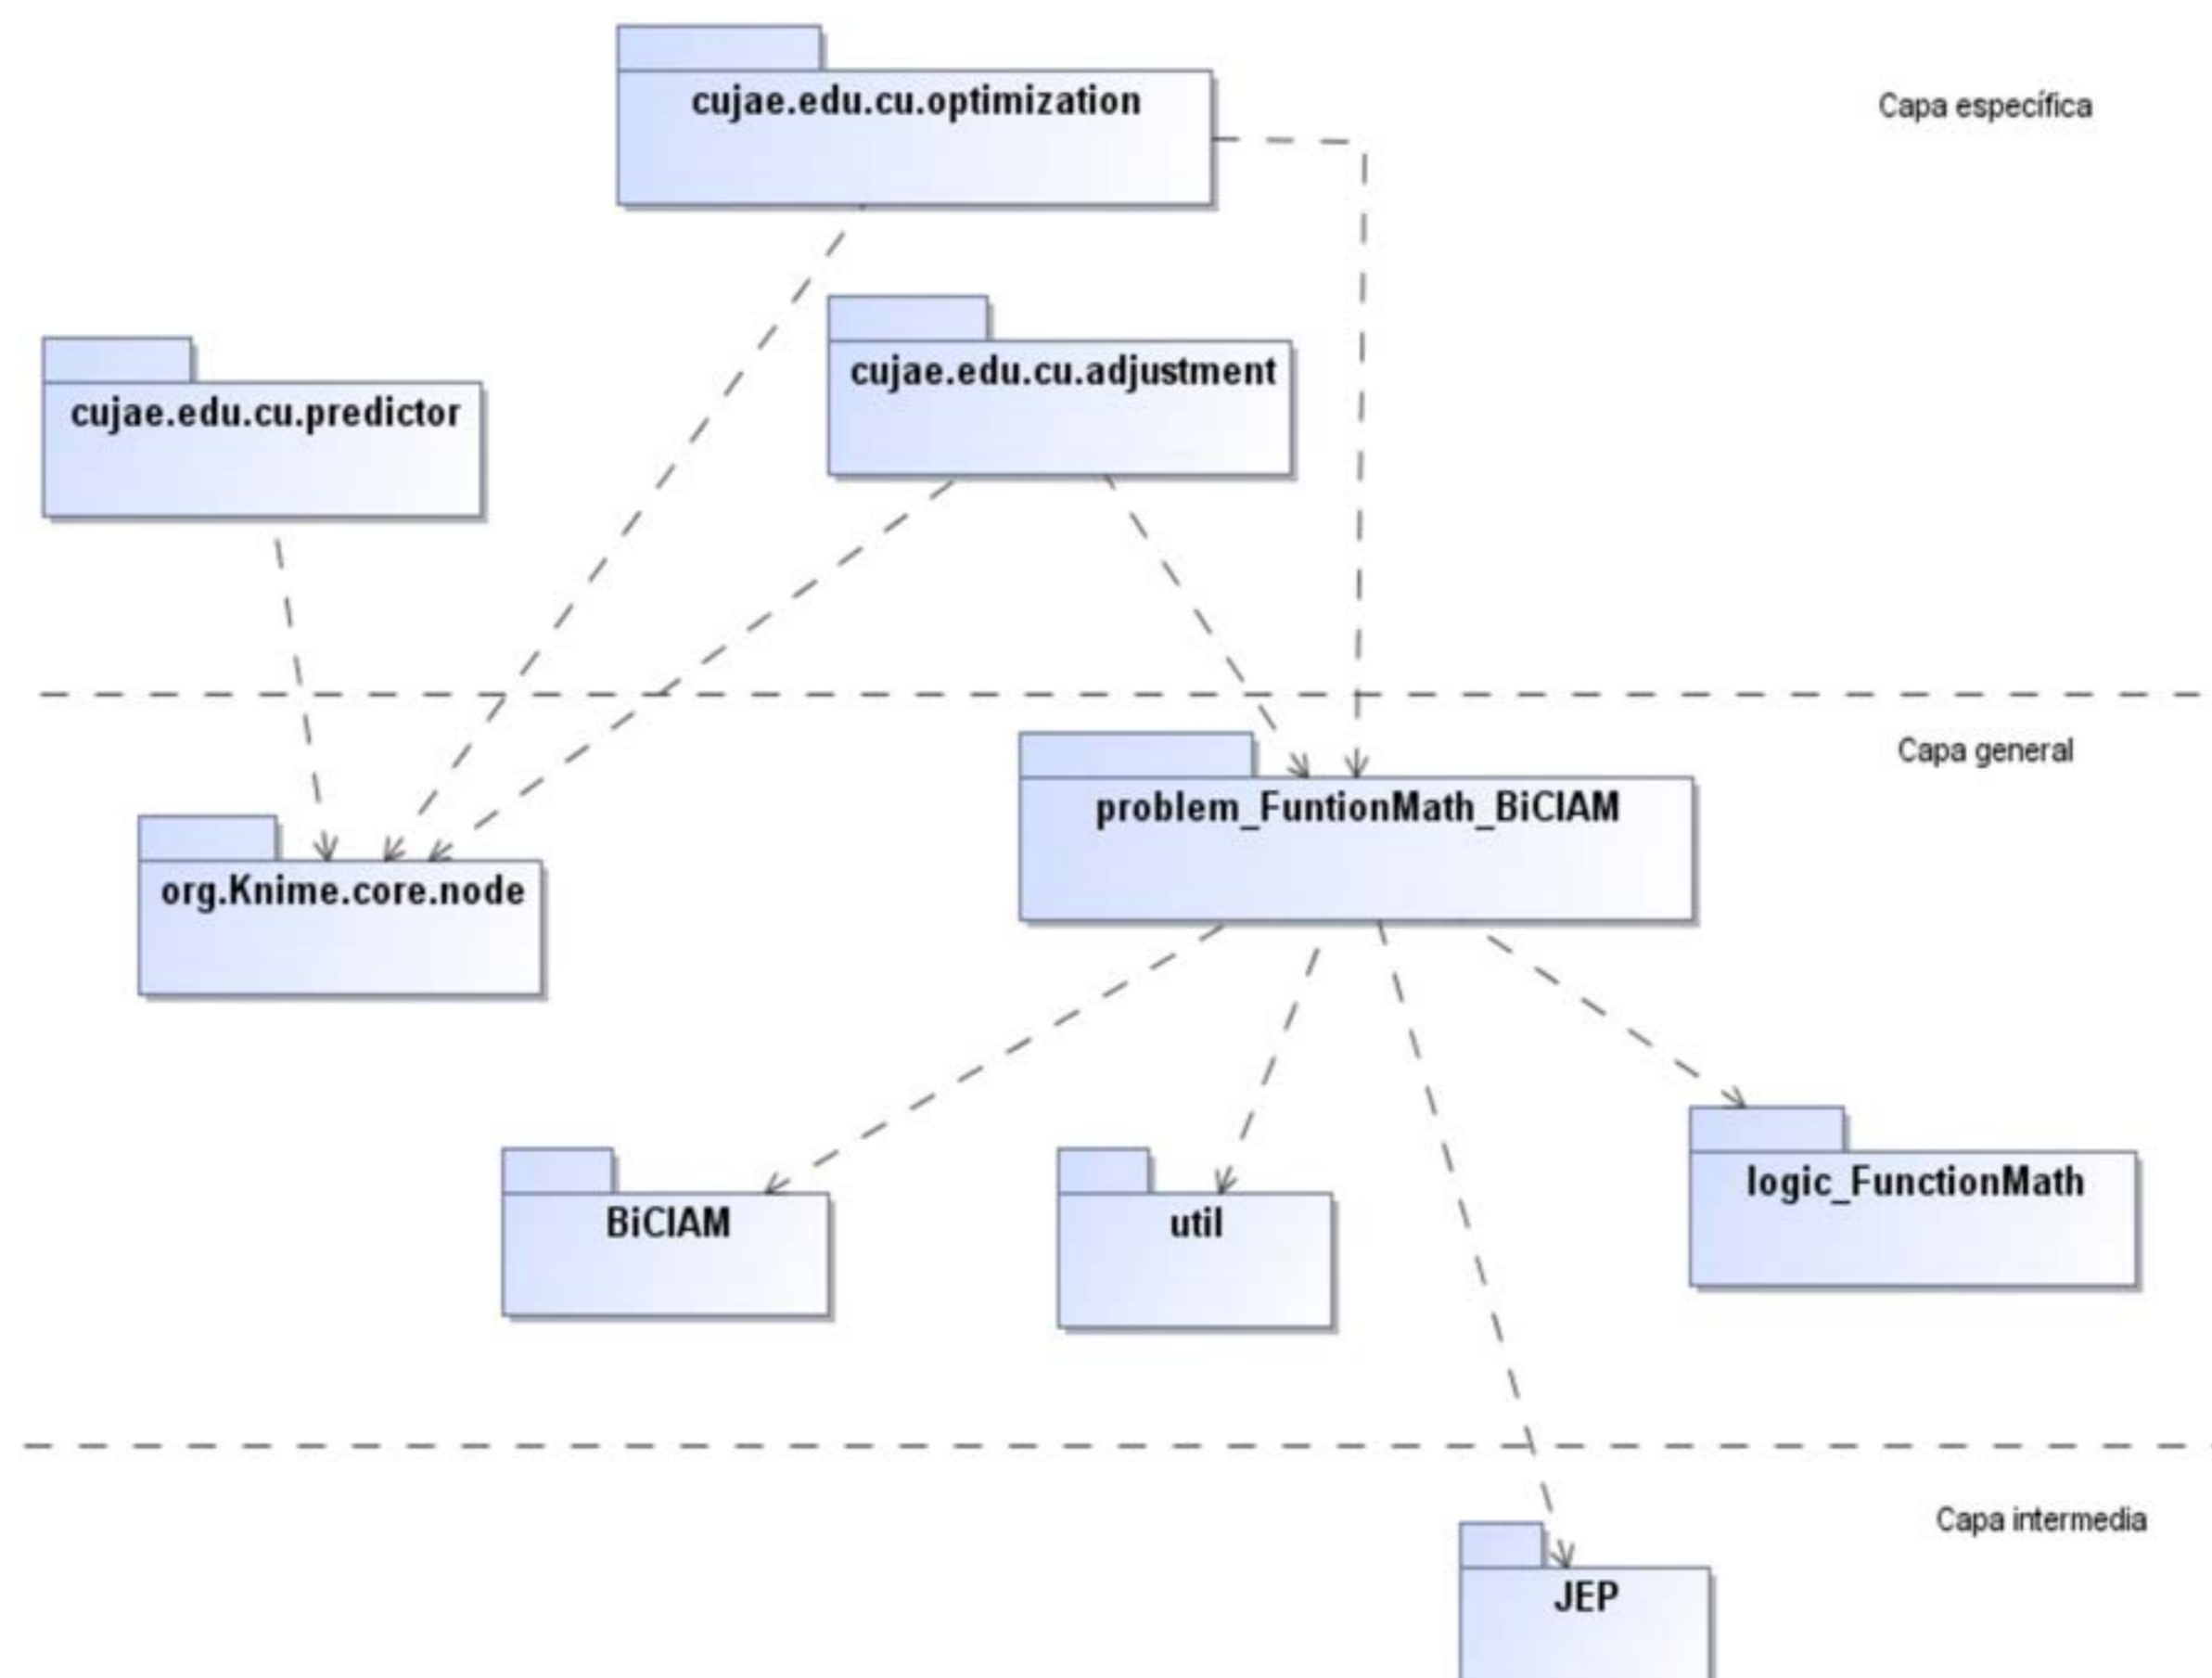 cujae.edu.cu.optimization
Capa específica
cujae.edu.cu.adjustment
cujae.edu.cu.predictor
Capa general
problem_FuntionMath_BiCIAM
org.Knime.core.node
logic_FunctionMath
BiCIAM
util
Capa intermedia
JEP